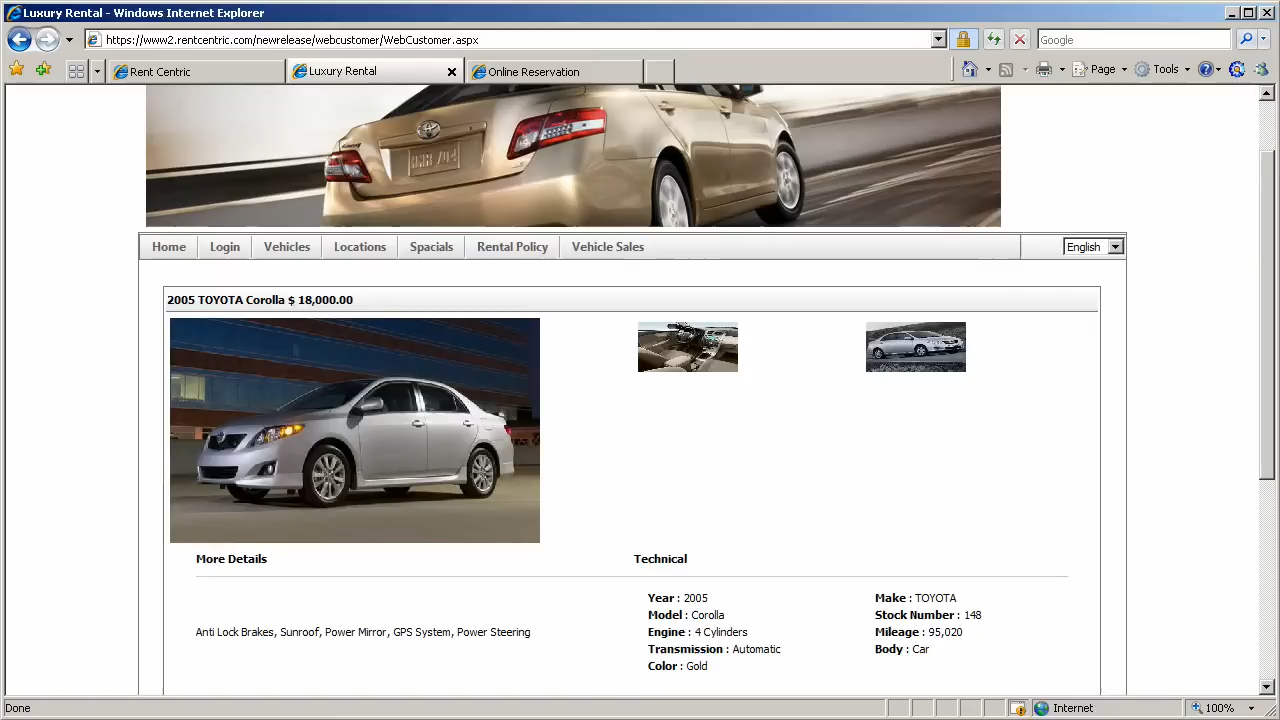 Luxury Rental - Windows Internet Explorer
https://www2.rentcentric.com/newrelease/webcustomer/WebCustomer.aspx
Google
Rent Centric
Luxury Rental
Online Reservation
Page
Tools
Home
Login
Vehicles
Locations
Spacials
Rental Policy
Vehicle Sales
English
2005 TOYOTA Corolla $ 18,000.00
More Details
Technical
Anti Lock Brakes, Sunroof, Power Mirror, GPS System, Power Steering
Year : 2005
Model : Corolla
Engine : 4 Cylinders
Transmission : Automatic
Color : Gold
Make : TOYOTA
Stock Number : 148
Mileage : 95,020
Body : Car
Done
Internet
100%